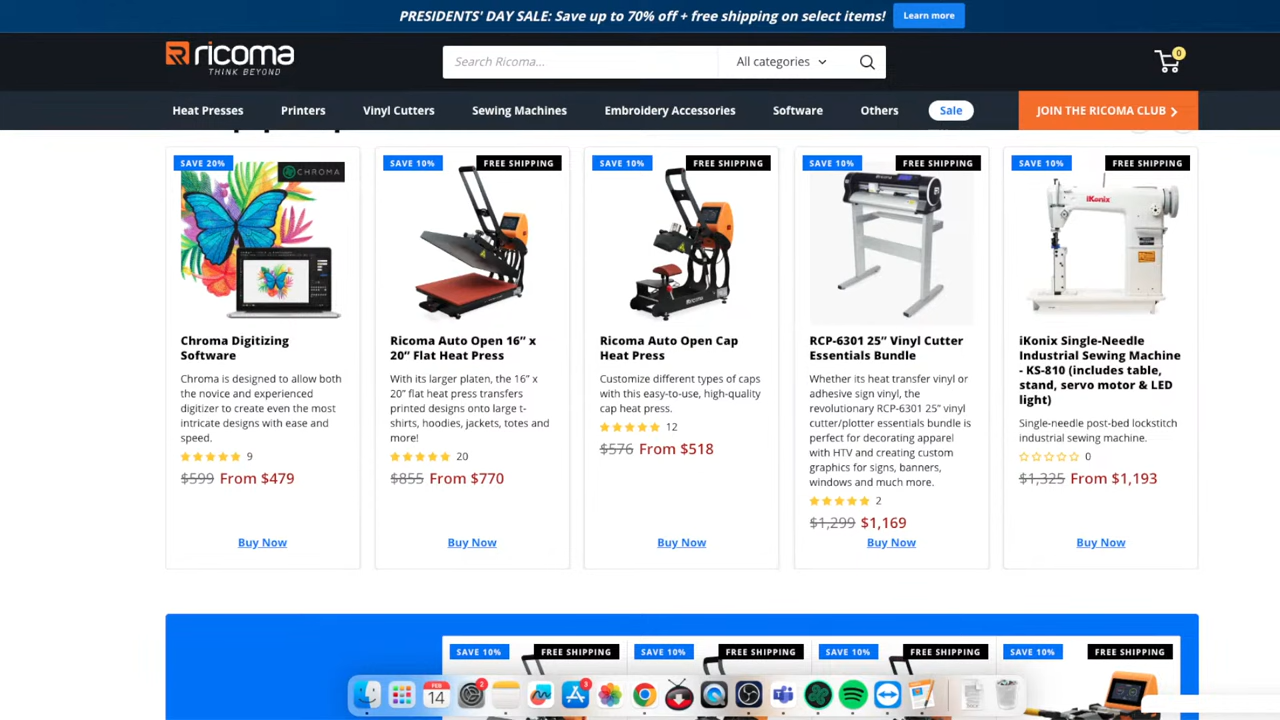 PRESIDENTS' DAY SALE: Save up to 70% off + free shipping on select items!
Learn more
ricoma
THINK BEYOND
Search Ricoma...
All categories
0
Heat Presses
Printers
Vinyl Cutters
Sewing Machines
Embroidery Accessories
Software
Others
Sale
JOIN THE RICOMA CLUB
SAVE 20%
CHROMA
Chroma Digitizing
Software
Chroma is designed to allow both
the novice and experienced
digitizer to create even the most
intricate designs with ease and
speed.
9
$599 From $479
Buy Now
SAVE 10%
FREE SHIPPING
Ricoma Auto Open 16” x
20” Flat Heat Press
With its larger platen, the 16” x
20” flat heat press transfers
printed designs onto large t-
shirts, hoodies, jackets, totes and
more!
20
$855 From $770
Buy Now
SAVE 10%
FREE SHIPPING
RICOMA
Ricoma Auto Open Cap
Heat Press
Customize different types of caps
with this easy-to-use, high-quality
cap heat press.
12
$576 From $518
Buy Now
SAVE 10%
FREE SHIPPING
RCP-6301 25” Vinyl Cutter
Essentials Bundle
Whether its heat transfer vinyl or
adhesive sign vinyl, the
revolutionary RCP-6301 25” vinyl
cutter/plotter essentials bundle is
perfect for decorating apparel
with HTV and creating custom
graphics for signs, banners,
windows and much more.
2
$1,299 $1,169
Buy Now
SAVE 10%
FREE SHIPPING
iKonix
iKonix Single-Needle
Industrial Sewing Machine
- KS-810 (includes table,
stand, servo motor & LED
light)
Single-needle post-bed lockstitch
industrial sewing machine.
0
$1,325 From $1,193
Buy Now
SAVE 10%
FREE SHIPPING
SAVE 10%
FREE SHIPPING
SAVE 10%
FREE SHIPPING
SAVE 10%
FREE SHIPPING
FEB
14
2
3